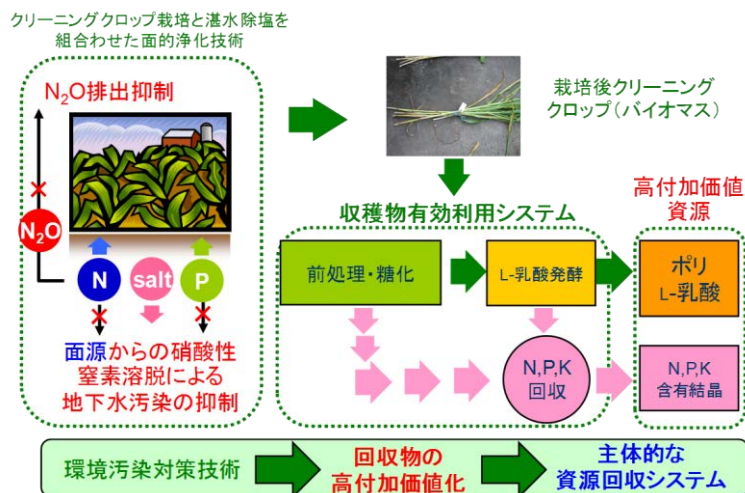 クリーニングクロップ栽培と湛水除塩を
組合わせた面的浄化技術
N₂O排出抑制
N₂O
N
salt
P
面源からの硝酸性
窒素溶脱による
地下水汚染の抑制
栽培後クリーニング
クロップ(バイオマス)
収穫物有効利用システム
前処理・糖化
L-乳酸発酵
N,P,K
回収
高付加価値
資源
ポリ
L-乳酸
N,P,K
含有結晶
環境汚染対策技術
回収物の
高付加価値化
主体的な
資源回収システム